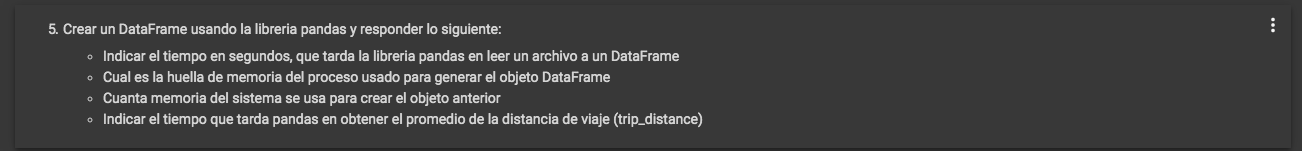 5. Crear un DataFrame usando la libreria pandas y responder lo siguiente:
◦ Indicar el tiempo en segundos, que tarda la libreria pandas en leer un archivo a un DataFrame
◦ Cual es la huella de memoria del proceso usado para generar el objeto DataFrame
◦ Cuanta memoria del sistema se usa para crear el objeto anterior
◦ Indicar el tiempo que tarda pandas en obtener el promedio de la distancia de viaje (trip_distance)